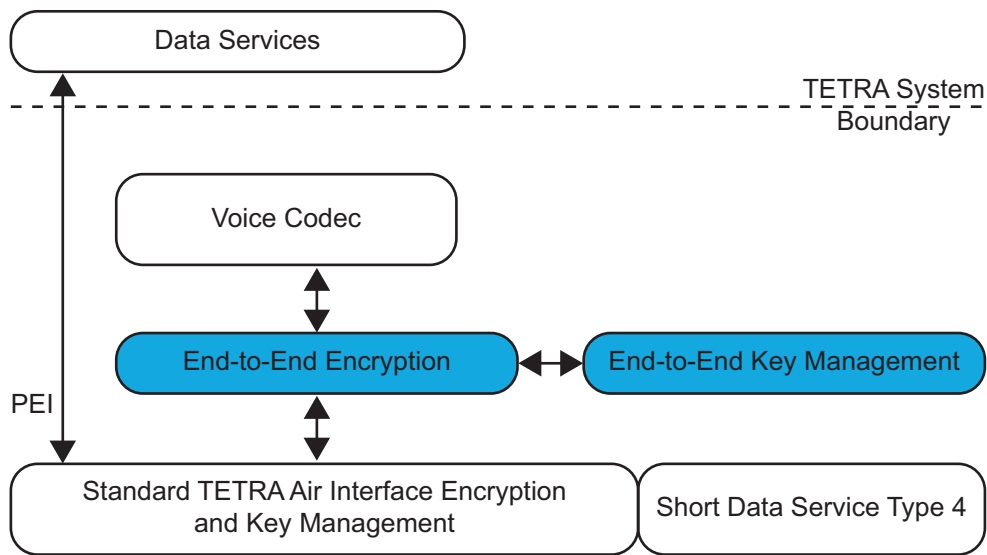 Data Services
TETRA System
Boundary
Voice Codec
End-to-End Encryption
End-to-End Key Management
PEI
Standard TETRA Air Interface Encryption
and Key Management
Short Data Service Type 4